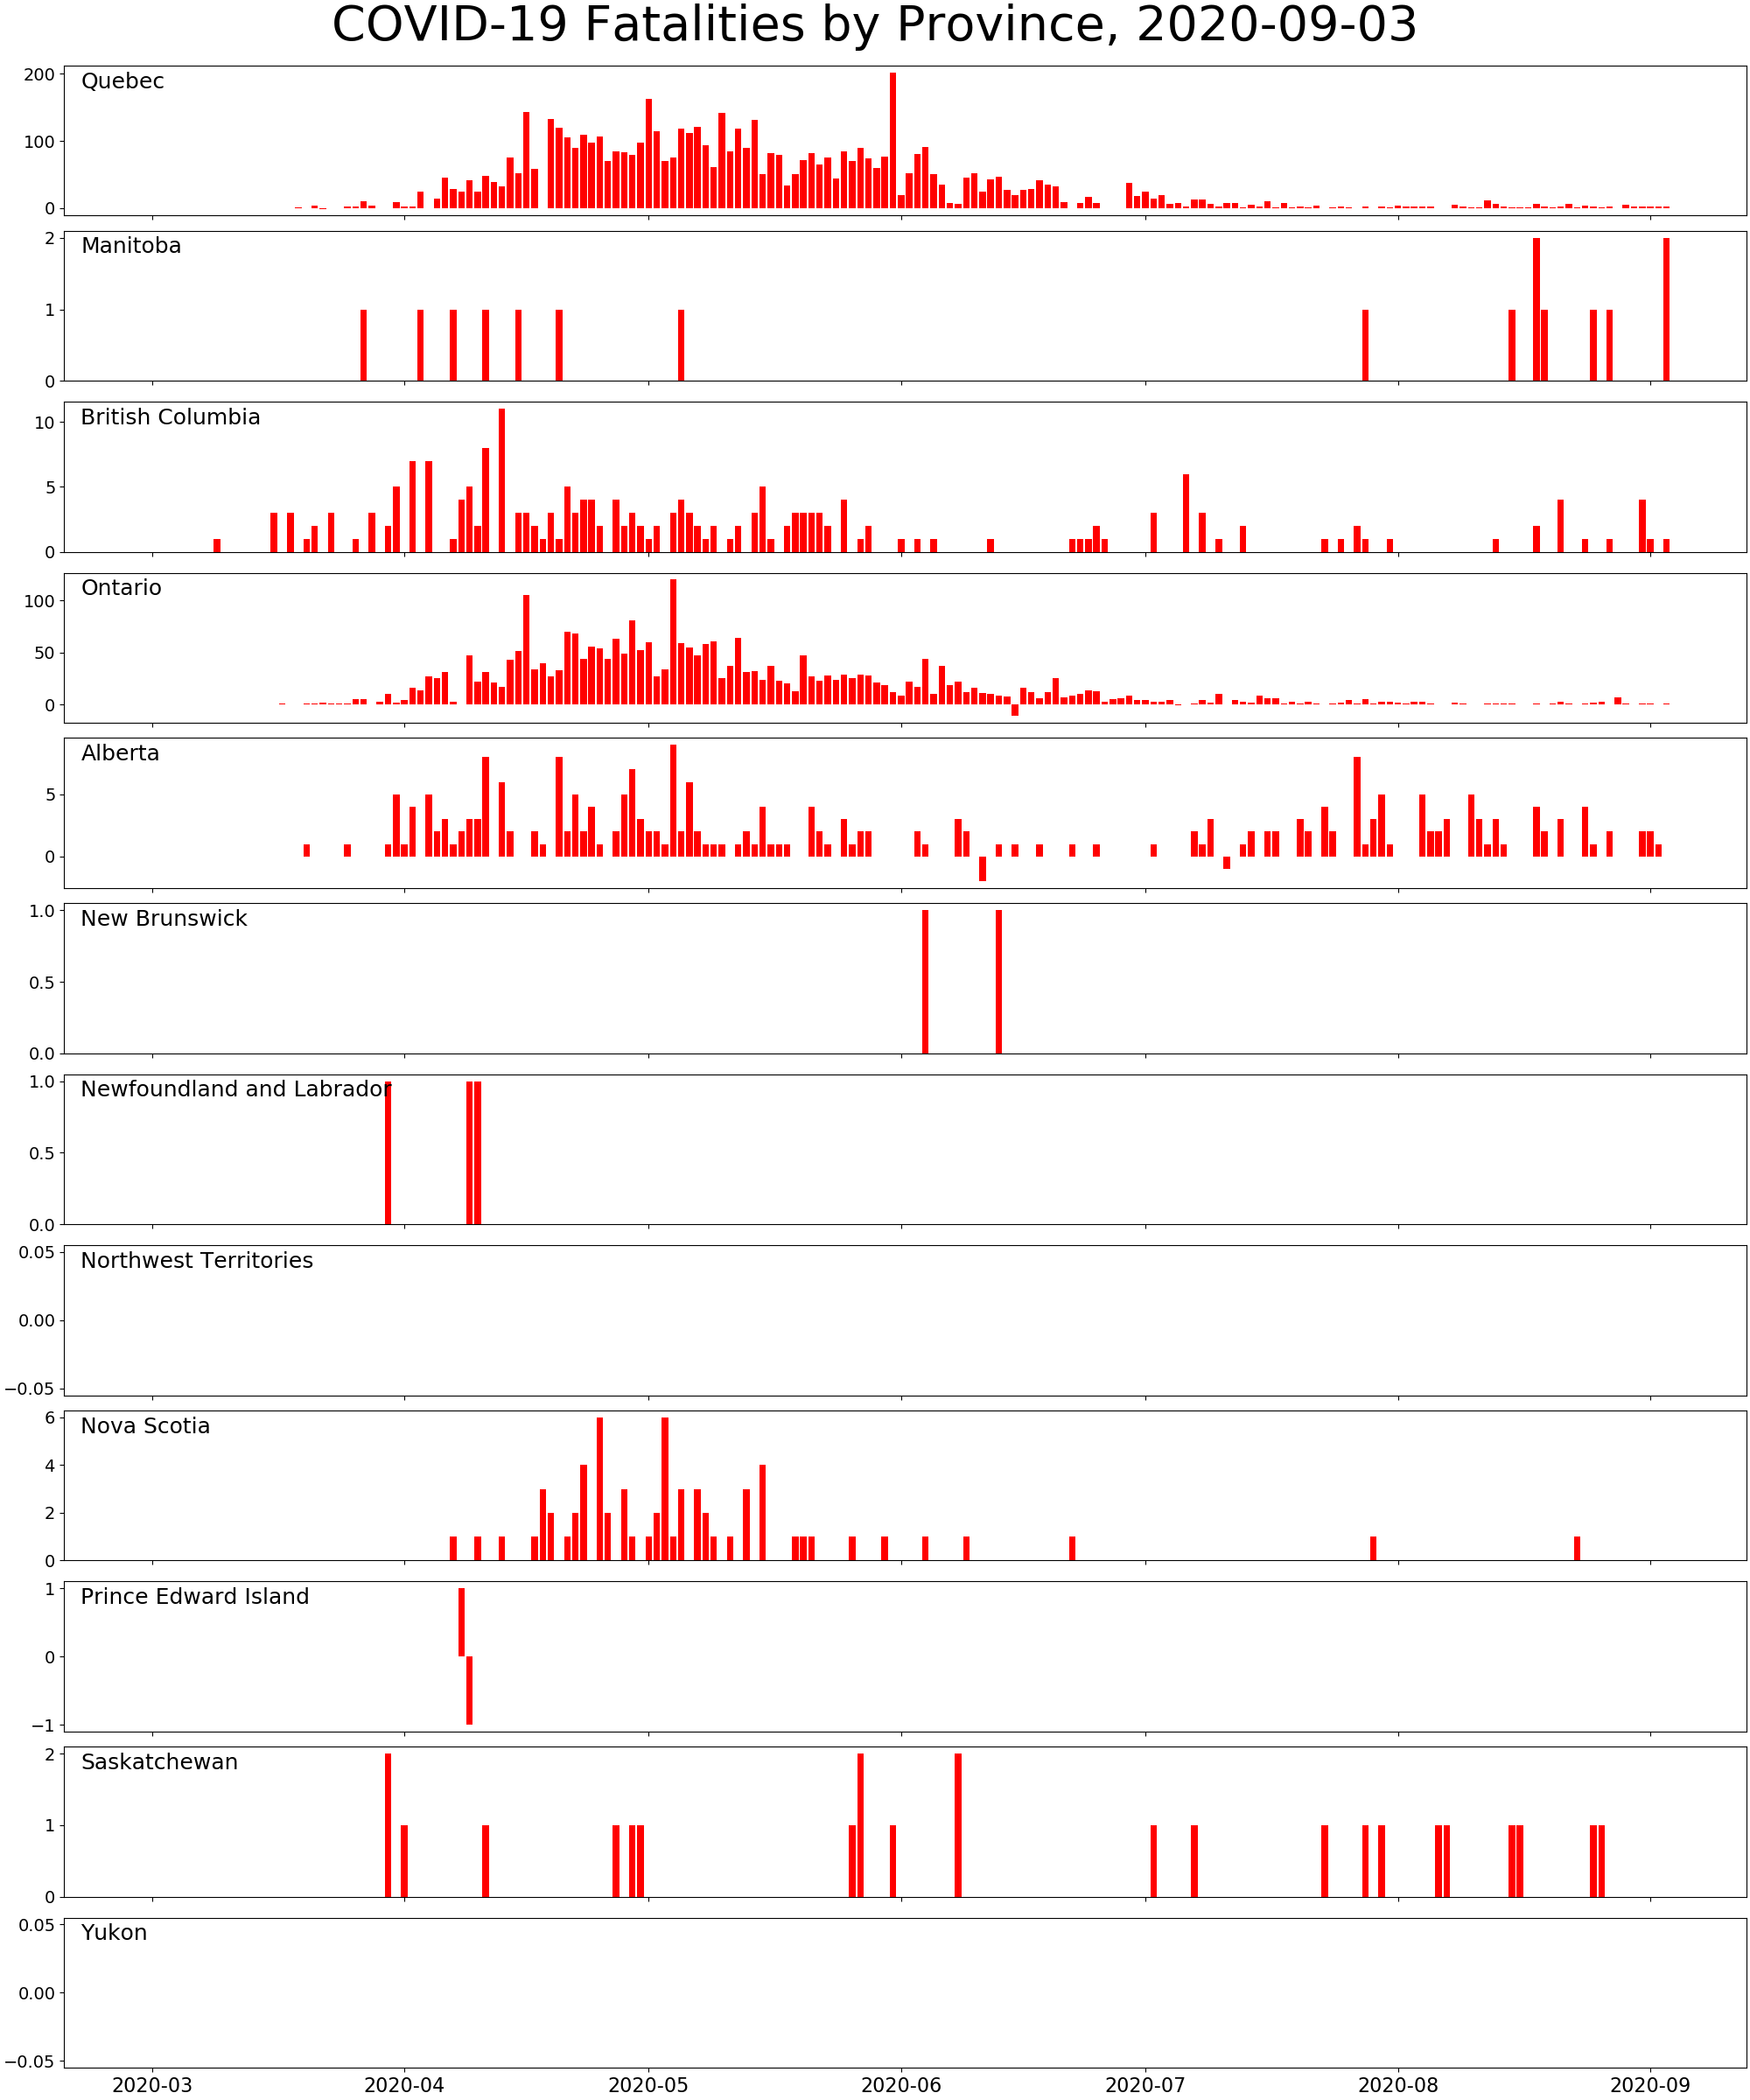 COVID-19 Fatalities by Province, 2020-09-03
Quebec
200
100
0
Manitoba
2
1
0
British Columbia
10
5
0
Ontario
100
50
0
Alberta
5
0
New Brunswick
1.0
0.5
0.0
Newfoundland and Labrador
1.0
0.5
0.0
Northwest Territories
0.05
0.00
−0.05
Nova Scotia
6
4
2
0
Prince Edward Island
1
0
−1
Saskatchewan
2
1
0
Yukon
0.05
0.00
−0.05
2020-03 2020-04 2020-05 2020-06 2020-07 2020-08 2020-09